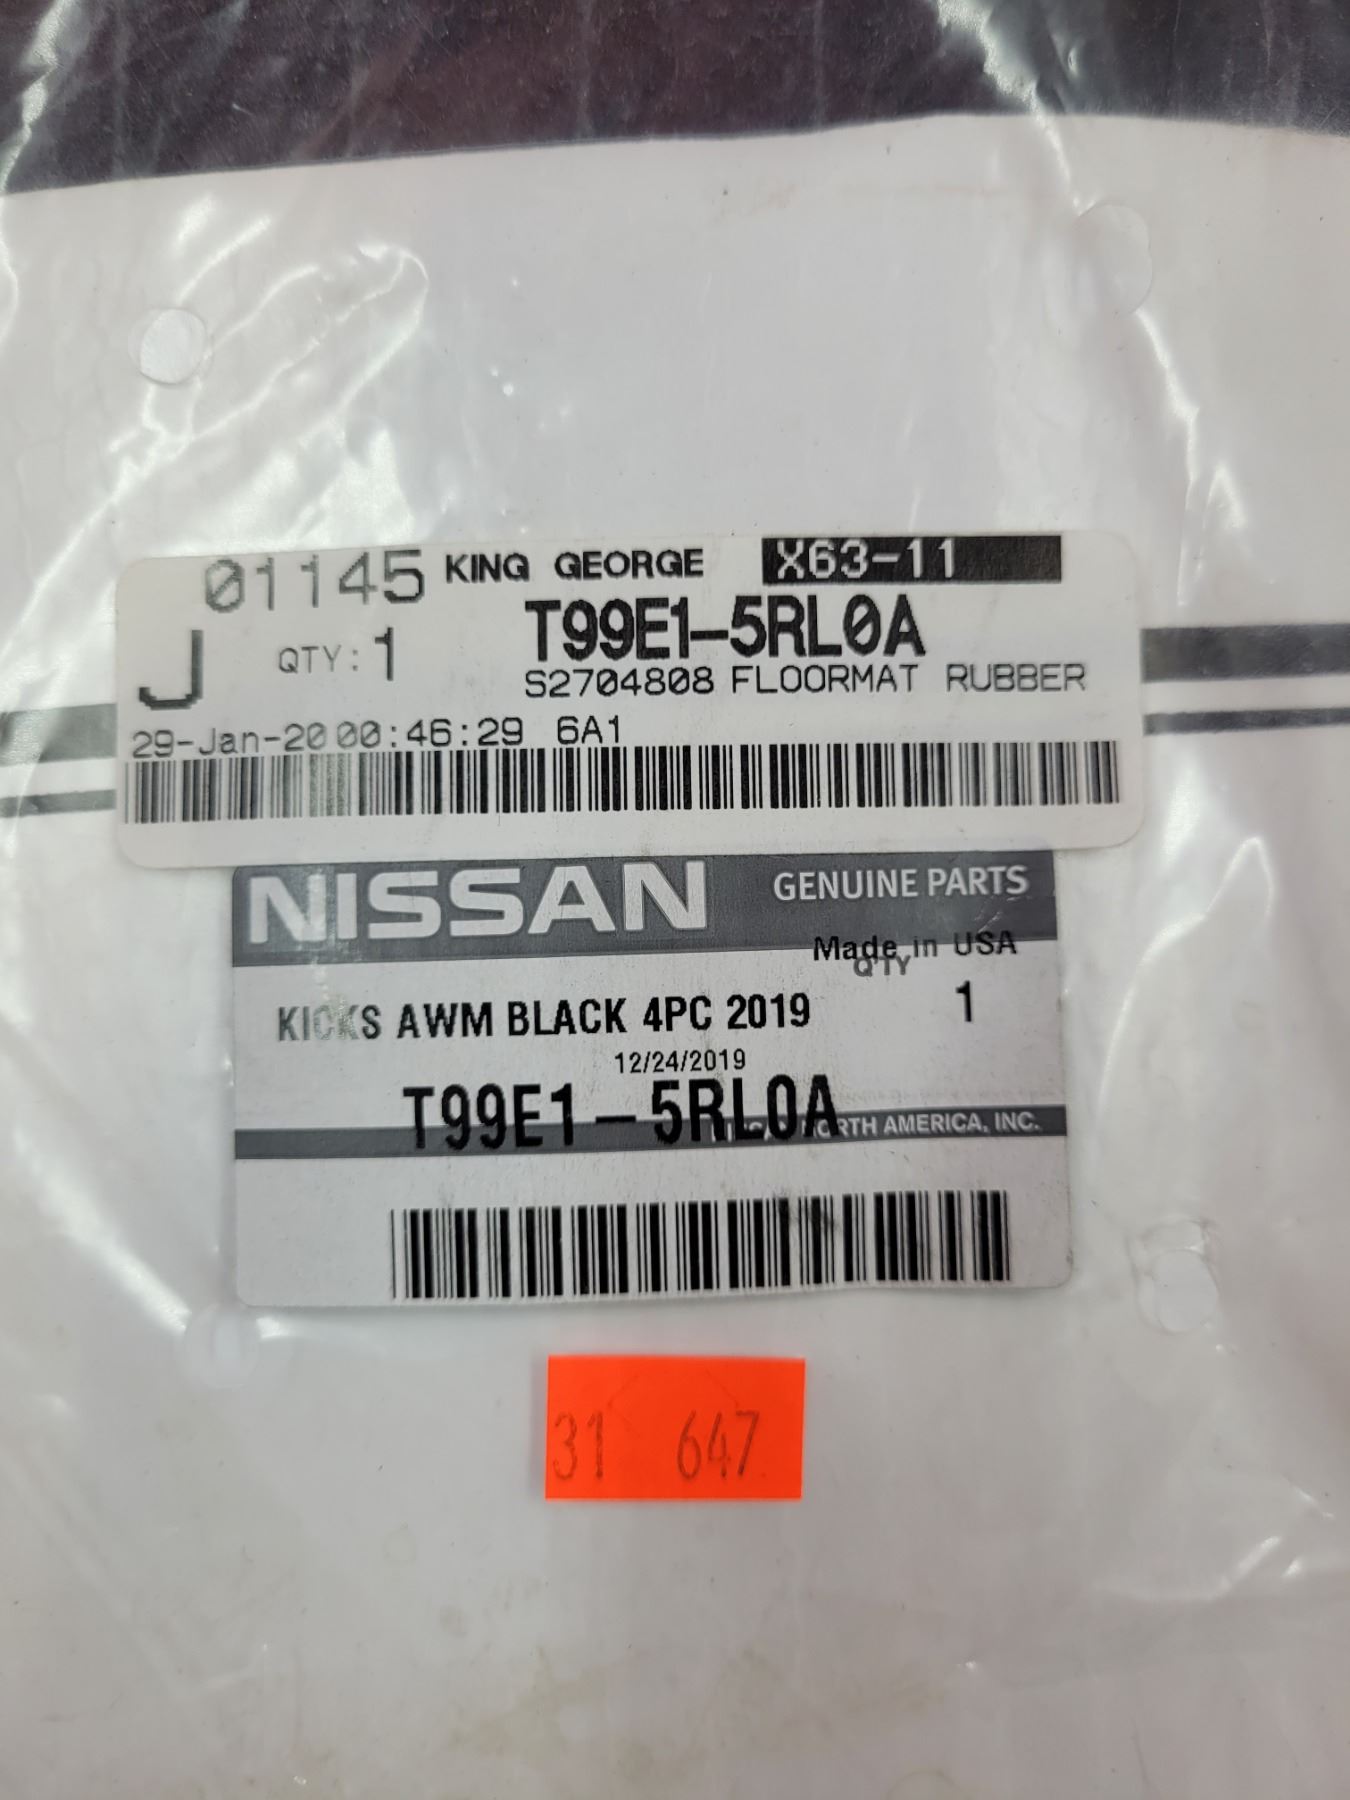 01145 KING GEORGE X63-11
J QTY: 1 T99E1-5RL0A
S2704808 FLOORMAT RUBBER
29-Jan-20 00:46:29 6A1
NISSAN GENUINE PARTS
Made in USA
Q'TY
KICKS AWM BLACK 4PC 2019 1
12/24/2019
T99E1-5RL0A
NORTH AMERICA, INC.
31 647